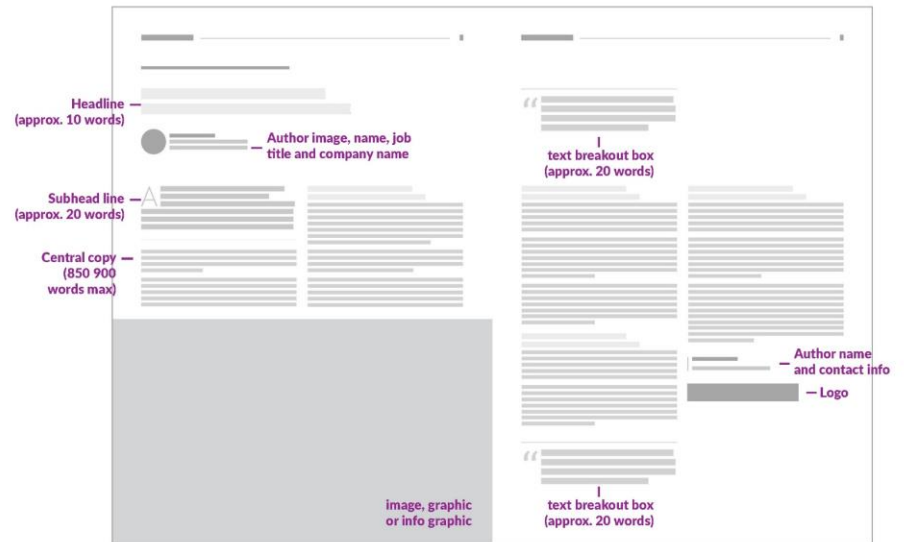 Headline
(approx. 10 words)
Author image, name, job
title and company name
Subhead line
(approx. 20 words)
A
Central copy
(850 900
words max)
image, graphic
or info graphic
“
text breakout box
(approx. 20 words)
Author name
and contact info
Logo
“
text breakout box
(approx. 20 words)